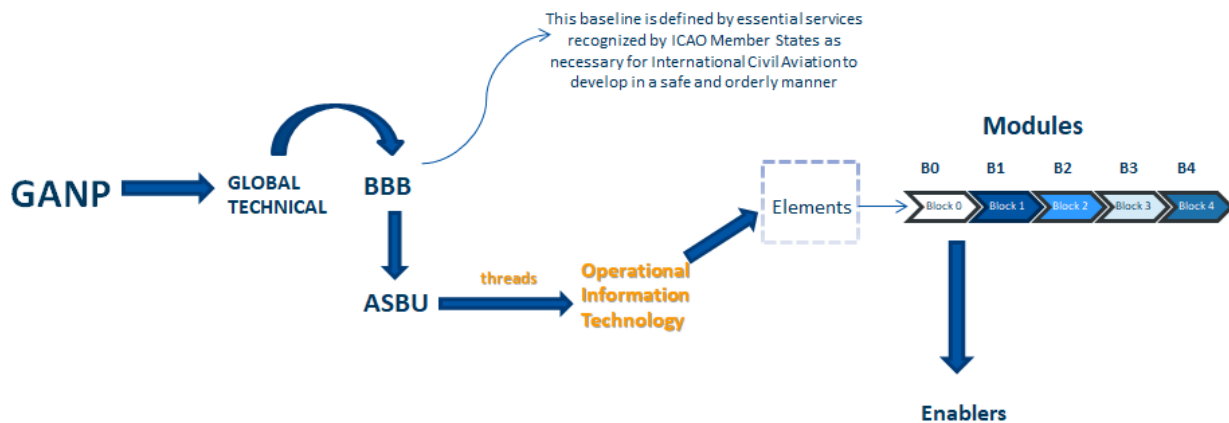 This baseline is defined by essential services
recognized by ICAO Member States as
necessary for International Civil Aviation to
develop in a safe and orderly manner
GANP
GLOBAL
TECHNICAL
BBB
ASBU
threads
Operational
Information
Technology
Elements
Modules
B0 B1 B2 B3 B4
Block 0 Block 1 Block 2 Block 3 Block 4
Enablers